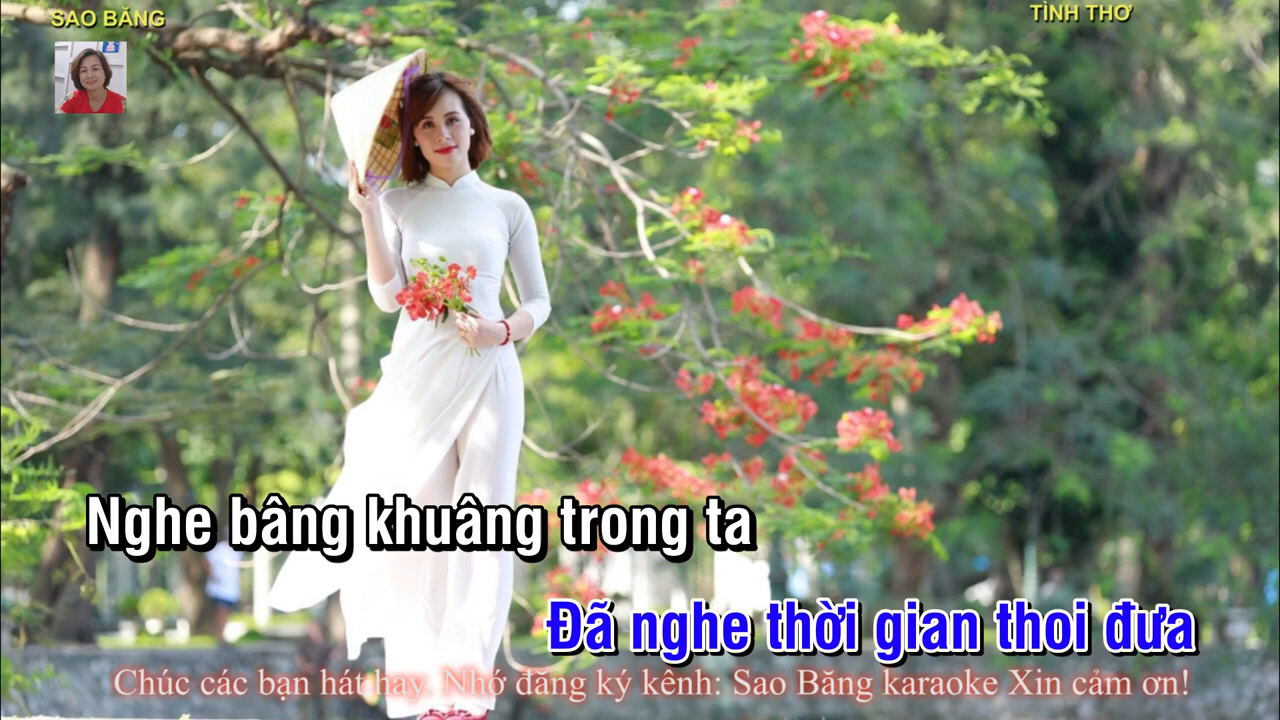 SAO BĂNG
TÌNH THƠ
Nghe bâng khuâng trong ta
Đã nghe thời gian thoi đưa
Chúc các bạn hát hay. Nhớ đăng ký kênh: Sao Băng karaoke Xin cảm ơn!